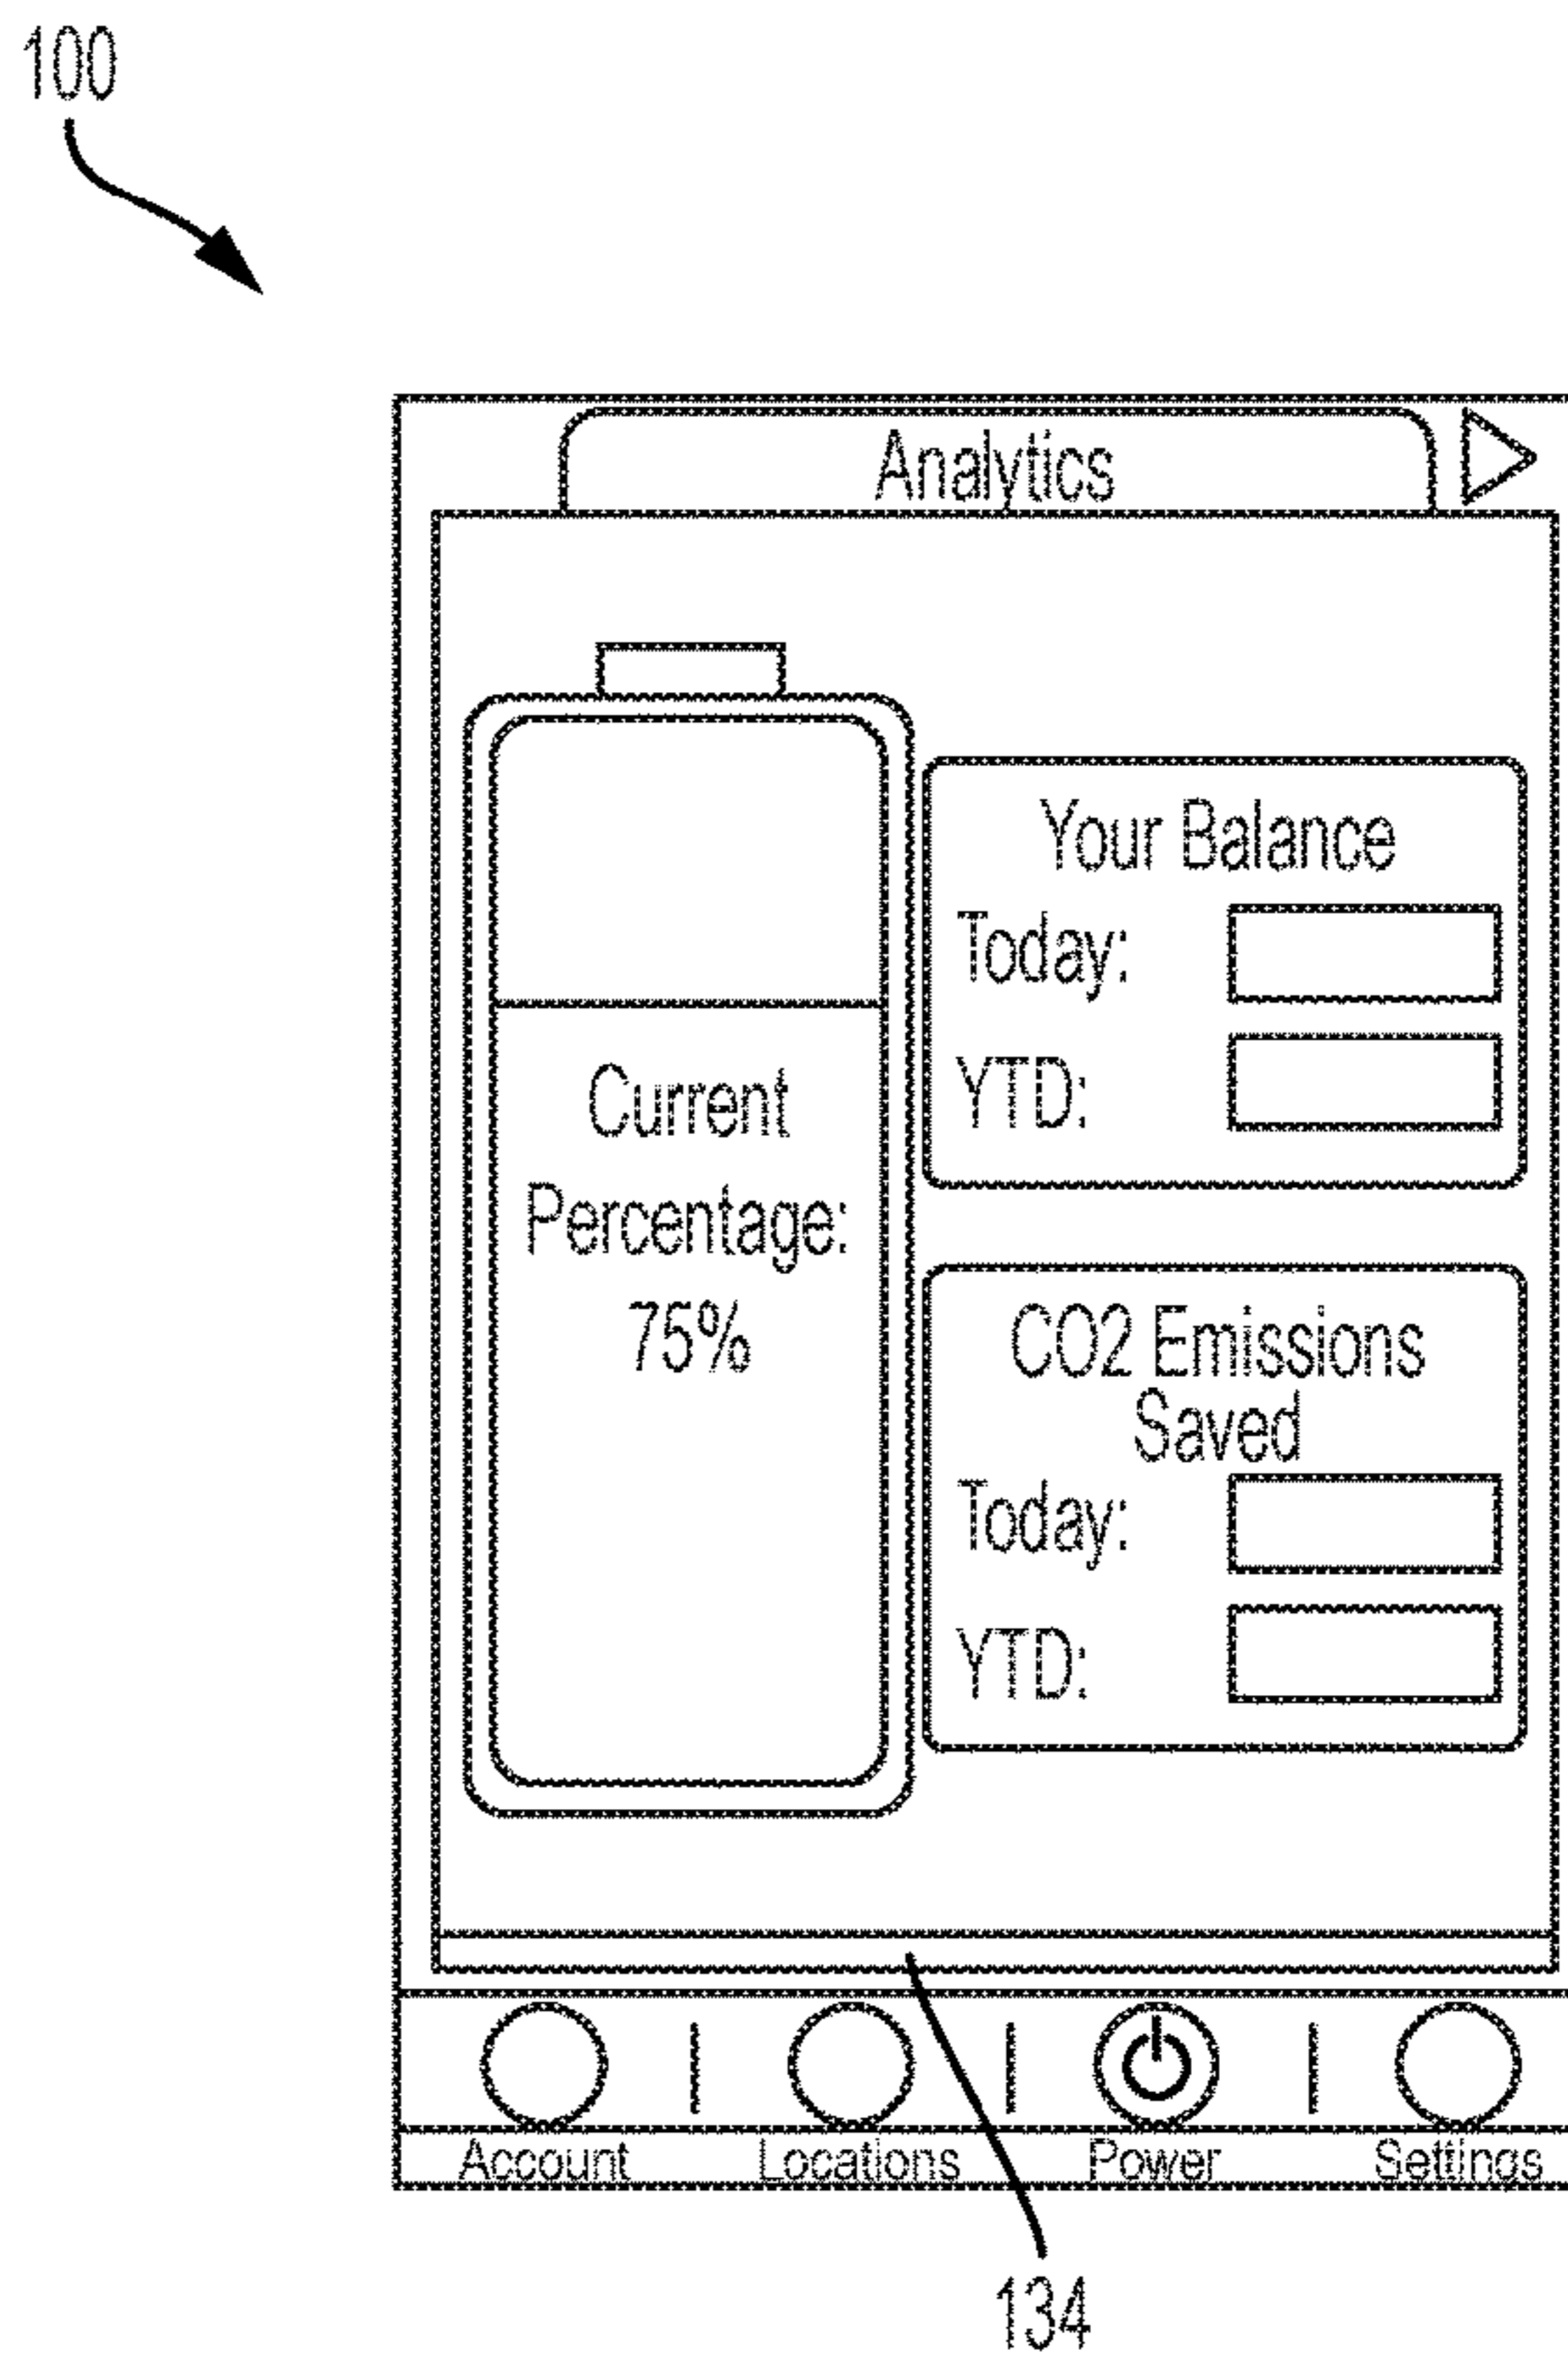 100
Analytics
Current
Percentage:
75%
Your Balance
Today:
YTD:
CO2 Emissions
Saved
Today:
YTD:
Account
Locations
Power
Settings
134